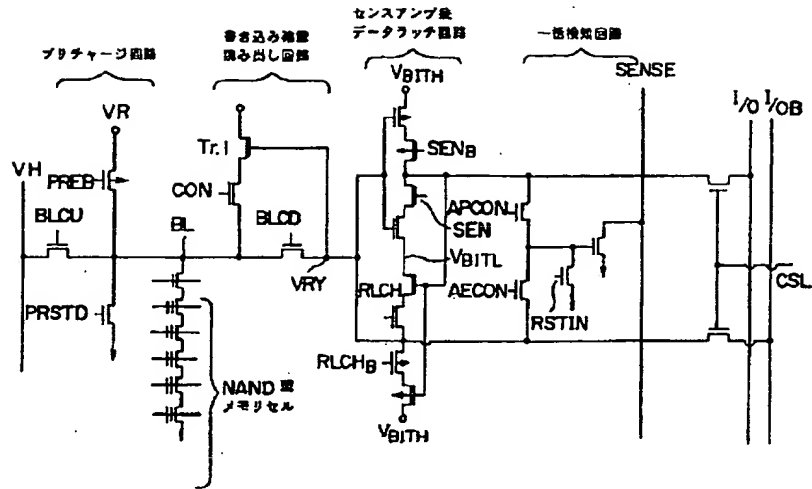 プリチャージ回路
書き込み確認
読み出し回路
センスアンプ兼
データラッチ回路
一括検知回路
VBITH
SENSE
I/O
I/OB
VR
VH
Tr.1
SENB
PREB
CON
APCON
SEN
BLCU
BL
BLCD
VBITL
VRY
CSL
PRSTD
RLCH
AECON
RSTIN
RLCHB
NAND型
メモリセル
VBITH